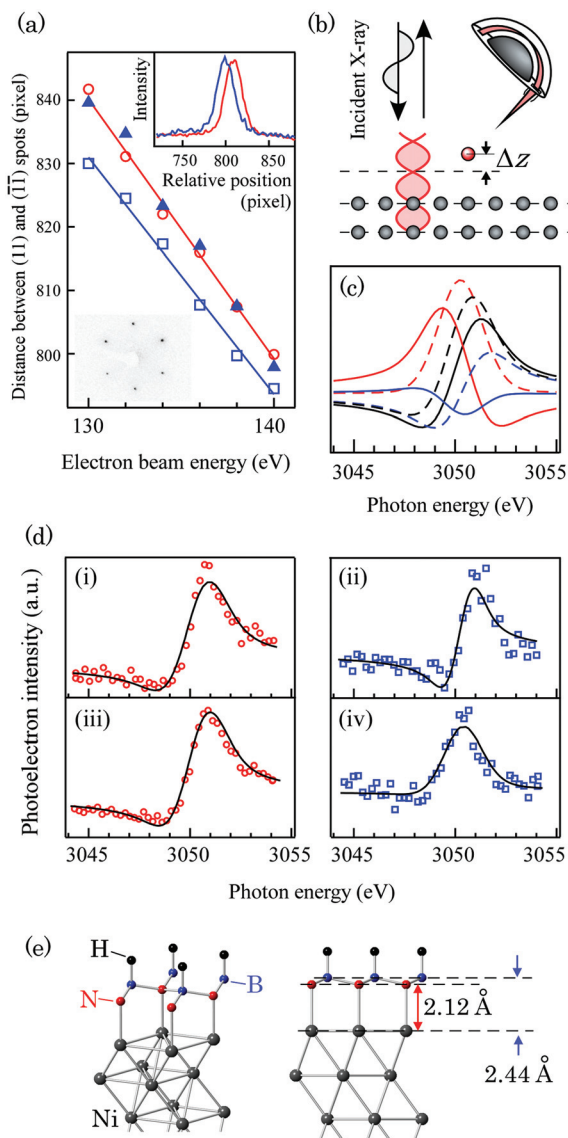 (a)
Distance between (11) and (1̅1̅) spots (pixel)
840
830
820
810
800
130
140
Electron beam energy (eV)
Intensity
800
Relative position
(pixel)
(b)
Incident X-ray
Δz
(c)
3045
3050
3055
Photon energy (eV)
(d)
Photoelectron intensity (a.u.)
(i)
(ii)
(iii)
(iv)
3045
3050
3055
3045
3050
3055
Photon energy (eV)
(e)
H
N
B
Ni
2.12 Å
2.44 Å